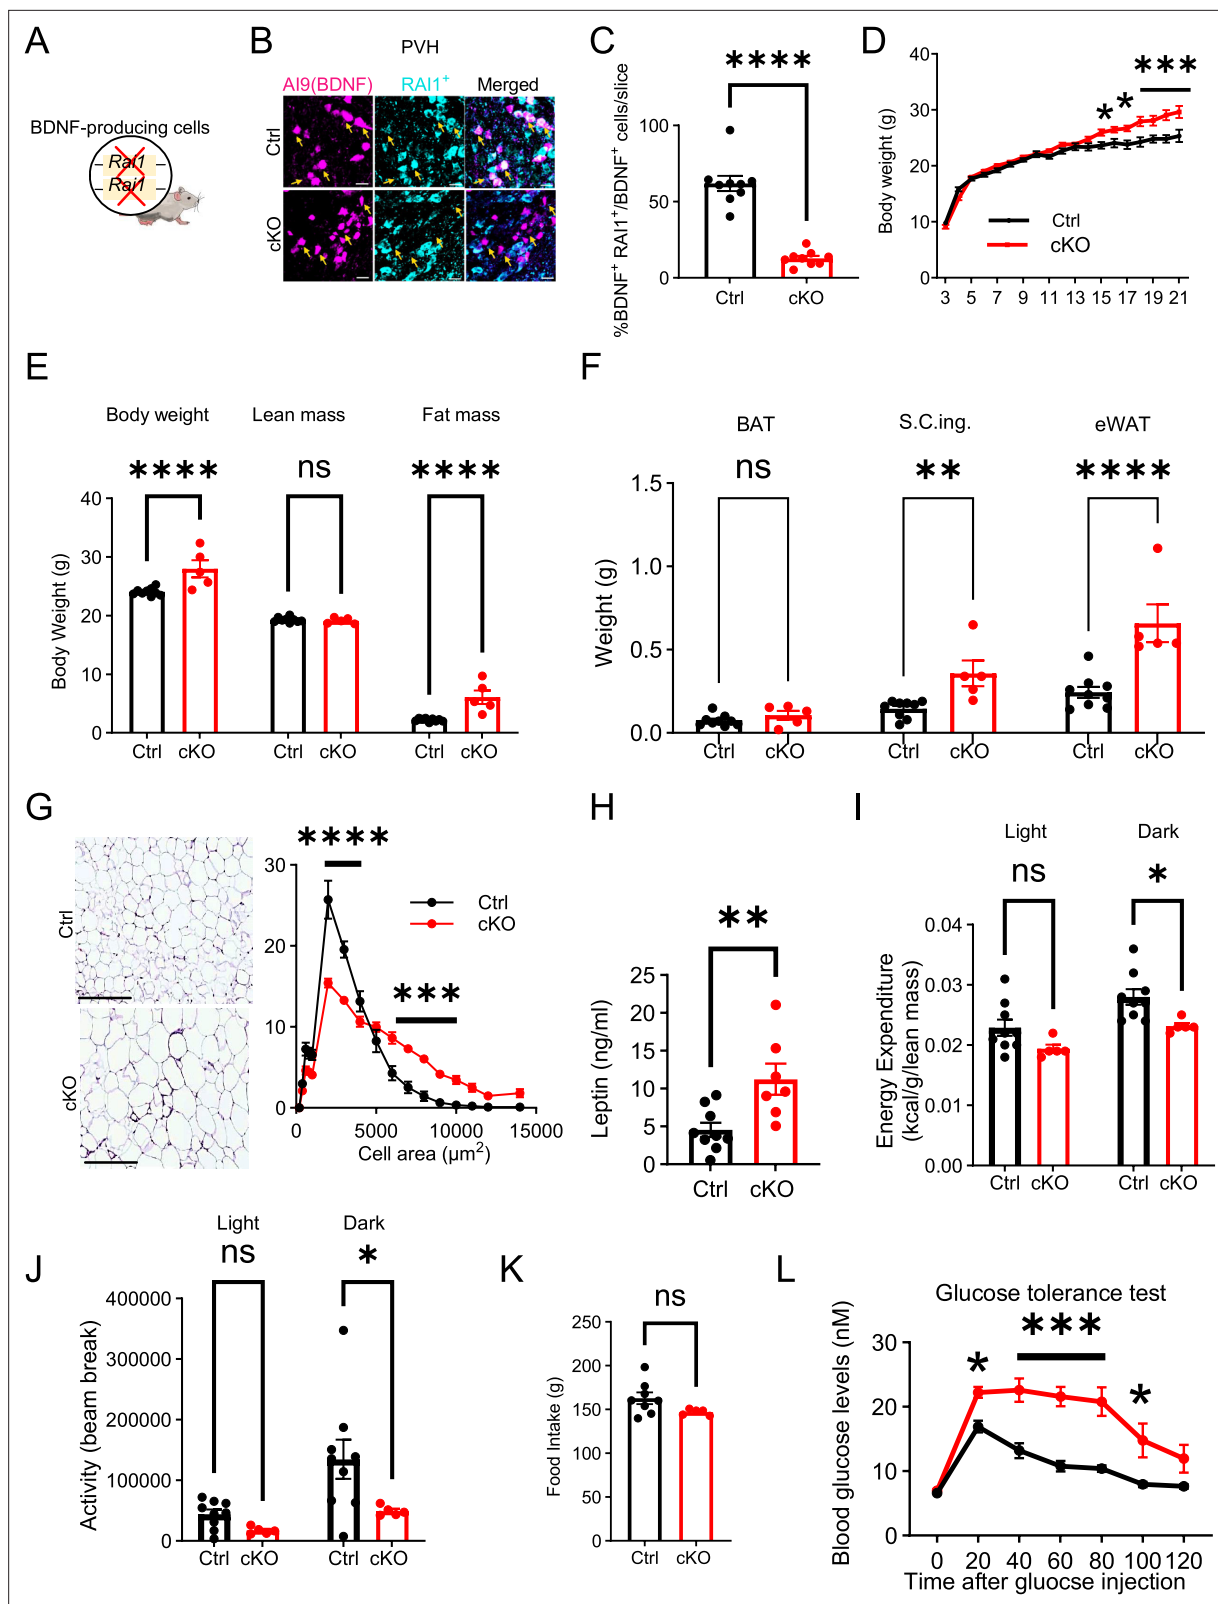 A
BDNF-producing cells
Rai1
Rai1
B
PVH
AI9(BDNF)
RAI1+
Merged
Ctrl
cKO
C
****
%BDNF+ RAI1+/BDNF+ cells/slice
100
50
0
Ctrl
cKO
D
***
*
*
Body weight (g)
40
30
20
10
0
Ctrl
cKO
3 5 7 9 11 13 15 17 19 21
E
Body weight
Lean mass
Fat mass
****
ns
****
Body Weight (g)
40
30
20
10
0
Ctrl cKO
Ctrl cKO
Ctrl cKO
F
BAT
S.C.ing.
eWAT
ns
**
****
Weight (g)
1.5
1.0
0.5
0.0
Ctrl cKO
Ctrl cKO
Ctrl cKO
G
Ctrl
cKO
****
***
30
20
10
0
Ctrl
cKO
0 5000 10000 15000
Cell area (µm²)
H
**
Leptin (ng/ml)
25
20
15
10
5
0
Ctrl cKO
I
Light
Dark
ns
*
Energy Expenditure
(kcal/g/lean mass)
0.04
0.03
0.02
0.01
0.00
Ctrl cKO
Ctrl cKO
J
Light
Dark
ns
*
Activity (beam break)
400000
300000
200000
100000
0
Ctrl cKO
Ctrl cKO
K
ns
Food Intake (g)
250
200
150
100
50
0
Ctrl cKO
L
Glucose tolerance test
*
***
*
Blood glucose levels (nM)
30
20
10
0
0 20 40 60 80 100 120
Time after gluocse injection